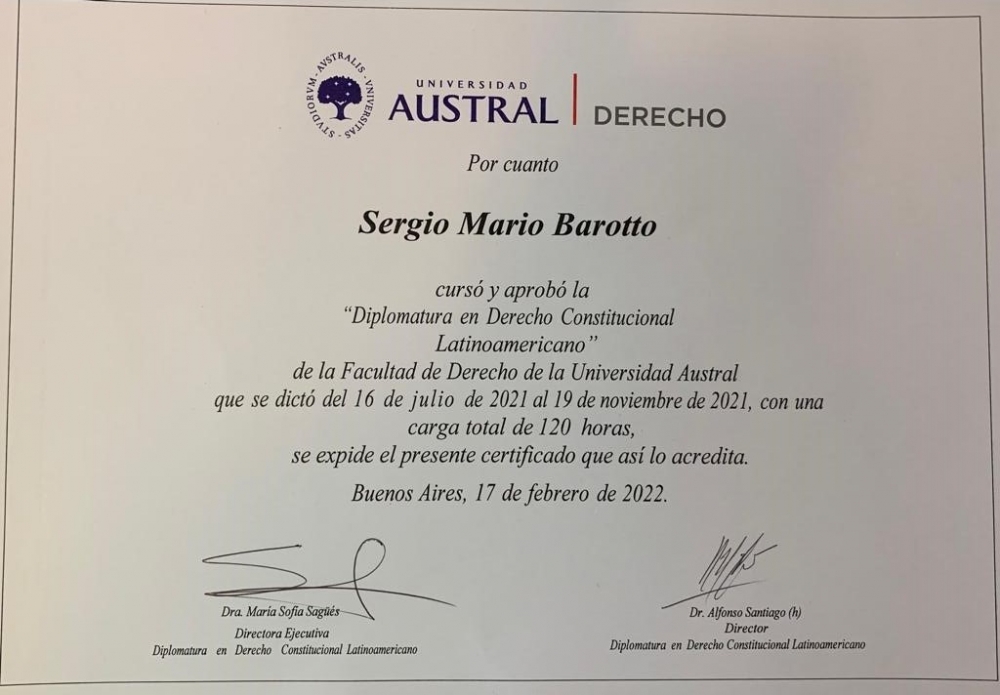 STVDIORVM · AVSTRALIS · VNIVERSITAS ·
UNIVERSIDAD
AUSTRAL | DERECHO
Por cuanto
Sergio Mario Barotto
cursó y aprobó la
“Diplomatura en Derecho Constitucional
Latinoamericano”
de la Facultad de Derecho de la Universidad Austral
que se dictó del 16 de julio de 2021 al 19 de noviembre de 2021, con una
carga total de 120 horas,
se expide el presente certificado que así lo acredita.
Buenos Aires, 17 de febrero de 2022.
Dra. María Sofía Sagüés
Directora Ejecutiva
Diplomatura en Derecho Constitucional Latinoamericano
Dr. Alfonso Santiago (h)
Director
Diplomatura en Derecho Constitucional Latinoamericano